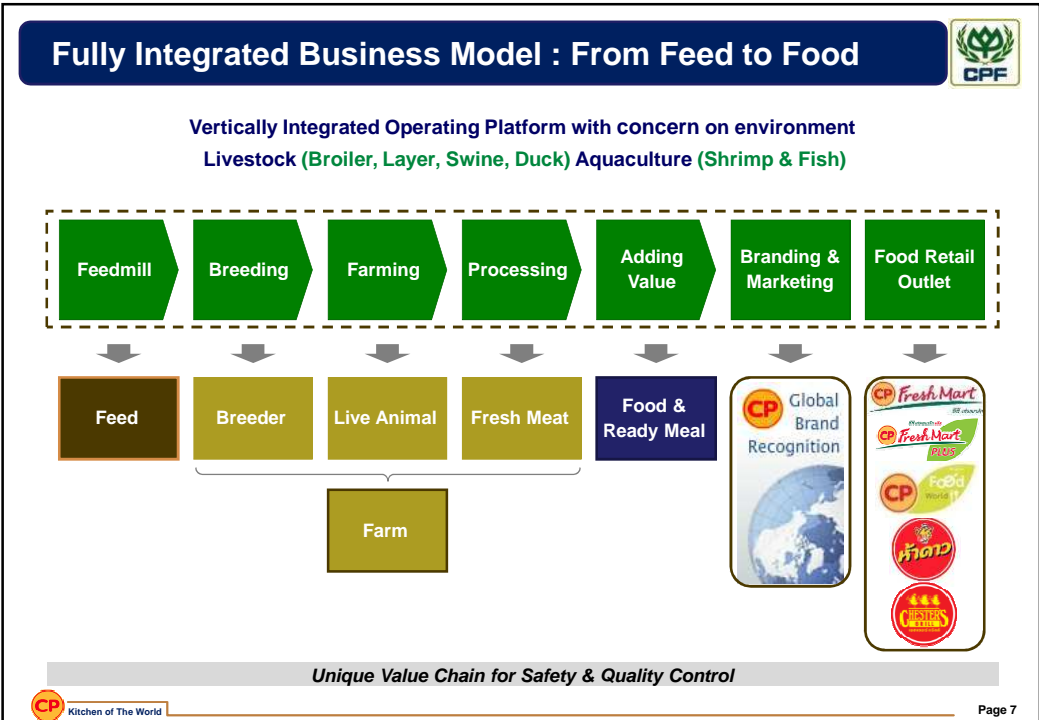 Fully Integrated Business Model : From Feed to Food
CPF
Vertically Integrated Operating Platform with concern on environment
Livestock (Broiler, Layer, Swine, Duck) Aquaculture (Shrimp & Fish)
Feedmill
Breeding
Farming
Processing
Adding
Value
Branding &
Marketing
Food Retail
Outlet
Feed
Breeder
Live Animal
Fresh Meat
Food &
Ready Meal
Farm
CP Global
Brand
Recognition
CP Fresh Mart
CP Fresh Mart
PLUS
CP Food
World
ห้าดาว
CHESTER'S
GRILL
Unique Value Chain for Safety & Quality Control
CP Kitchen of The World
Page 7